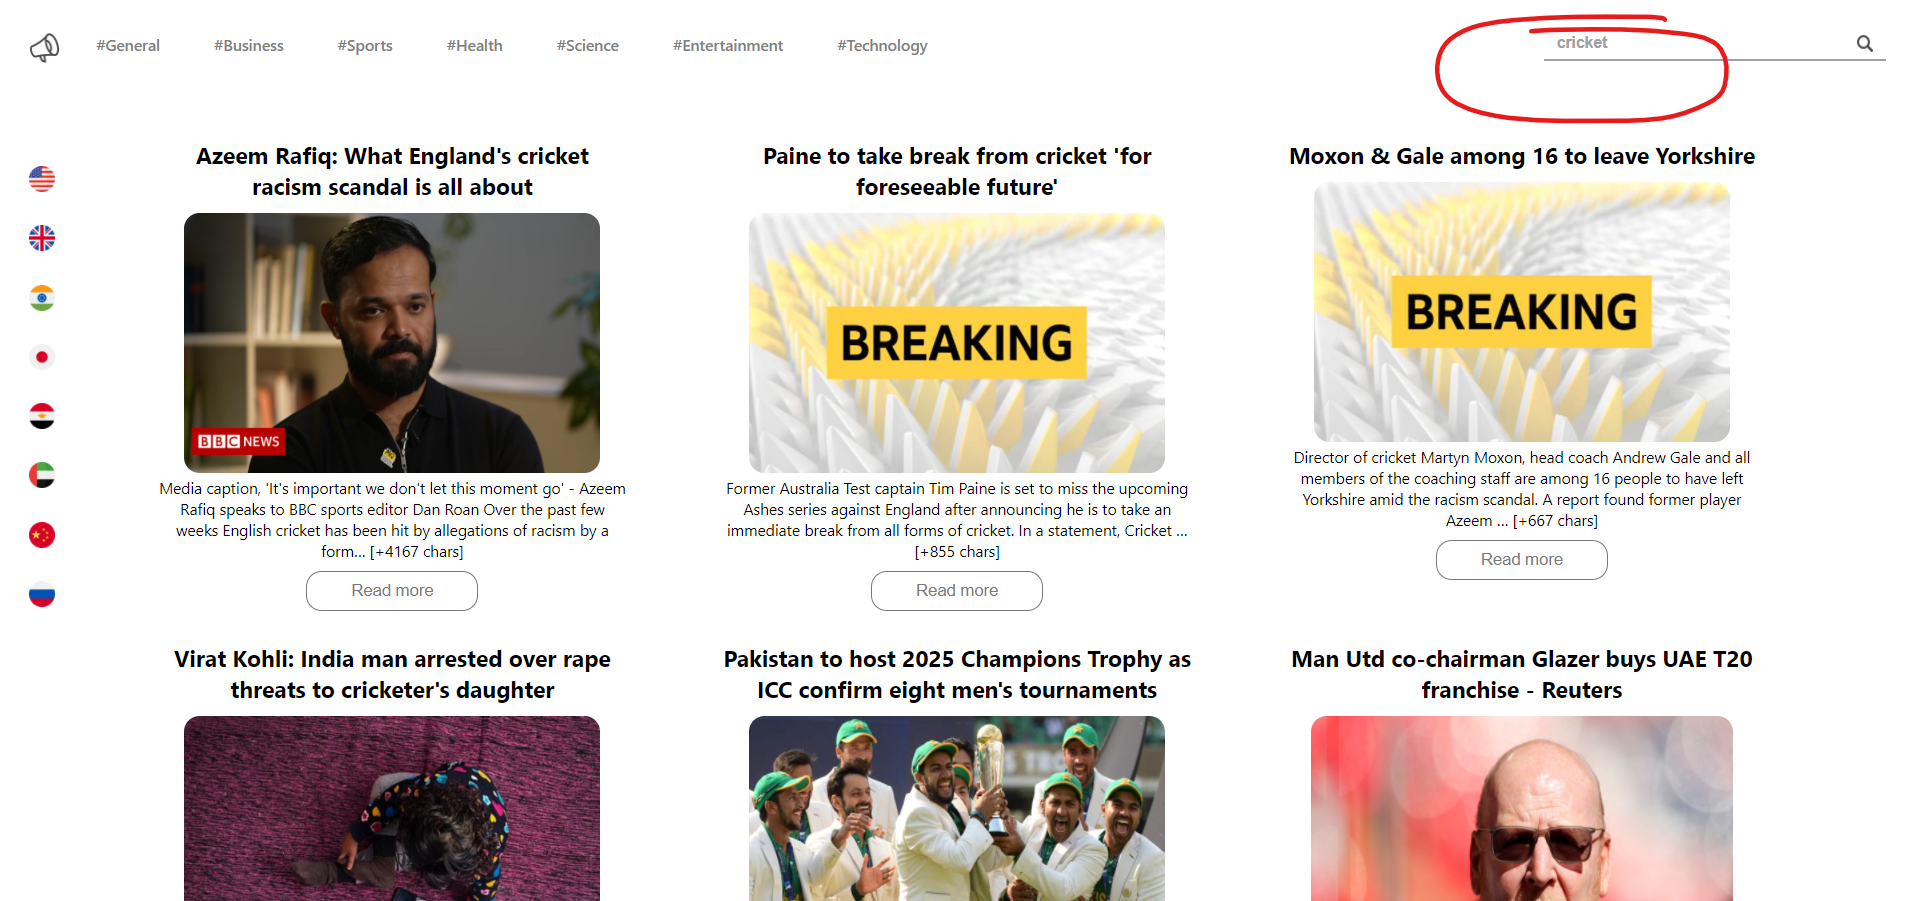 #General #Business #Sports #Health #Science #Entertainment #Technology cricket
Azeem Rafiq: What England's cricket
racism scandal is all about
BBC NEWS
Media caption, 'It's important we don't let this moment go' - Azeem
Rafiq speaks to BBC sports editor Dan Roan Over the past few
weeks English cricket has been hit by allegations of racism by a
form... [+4167 chars]
Read more
Paine to take break from cricket 'for
foreseeable future'
BREAKING
Former Australia Test captain Tim Paine is set to miss the upcoming
Ashes series against England after announcing he is to take an
immediate break from all forms of cricket. In a statement, Cricket ...
[+855 chars]
Read more
Moxon & Gale among 16 to leave Yorkshire
BREAKING
Director of cricket Martyn Moxon, head coach Andrew Gale and all
members of the coaching staff are among 16 people to have left
Yorkshire amid the racism scandal. A report found former player
Azeem ... [+667 chars]
Read more
Virat Kohli: India man arrested over rape
threats to cricketer's daughter
Pakistan to host 2025 Champions Trophy as
ICC confirm eight men's tournaments
Man Utd co-chairman Glazer buys UAE T20
franchise - Reuters